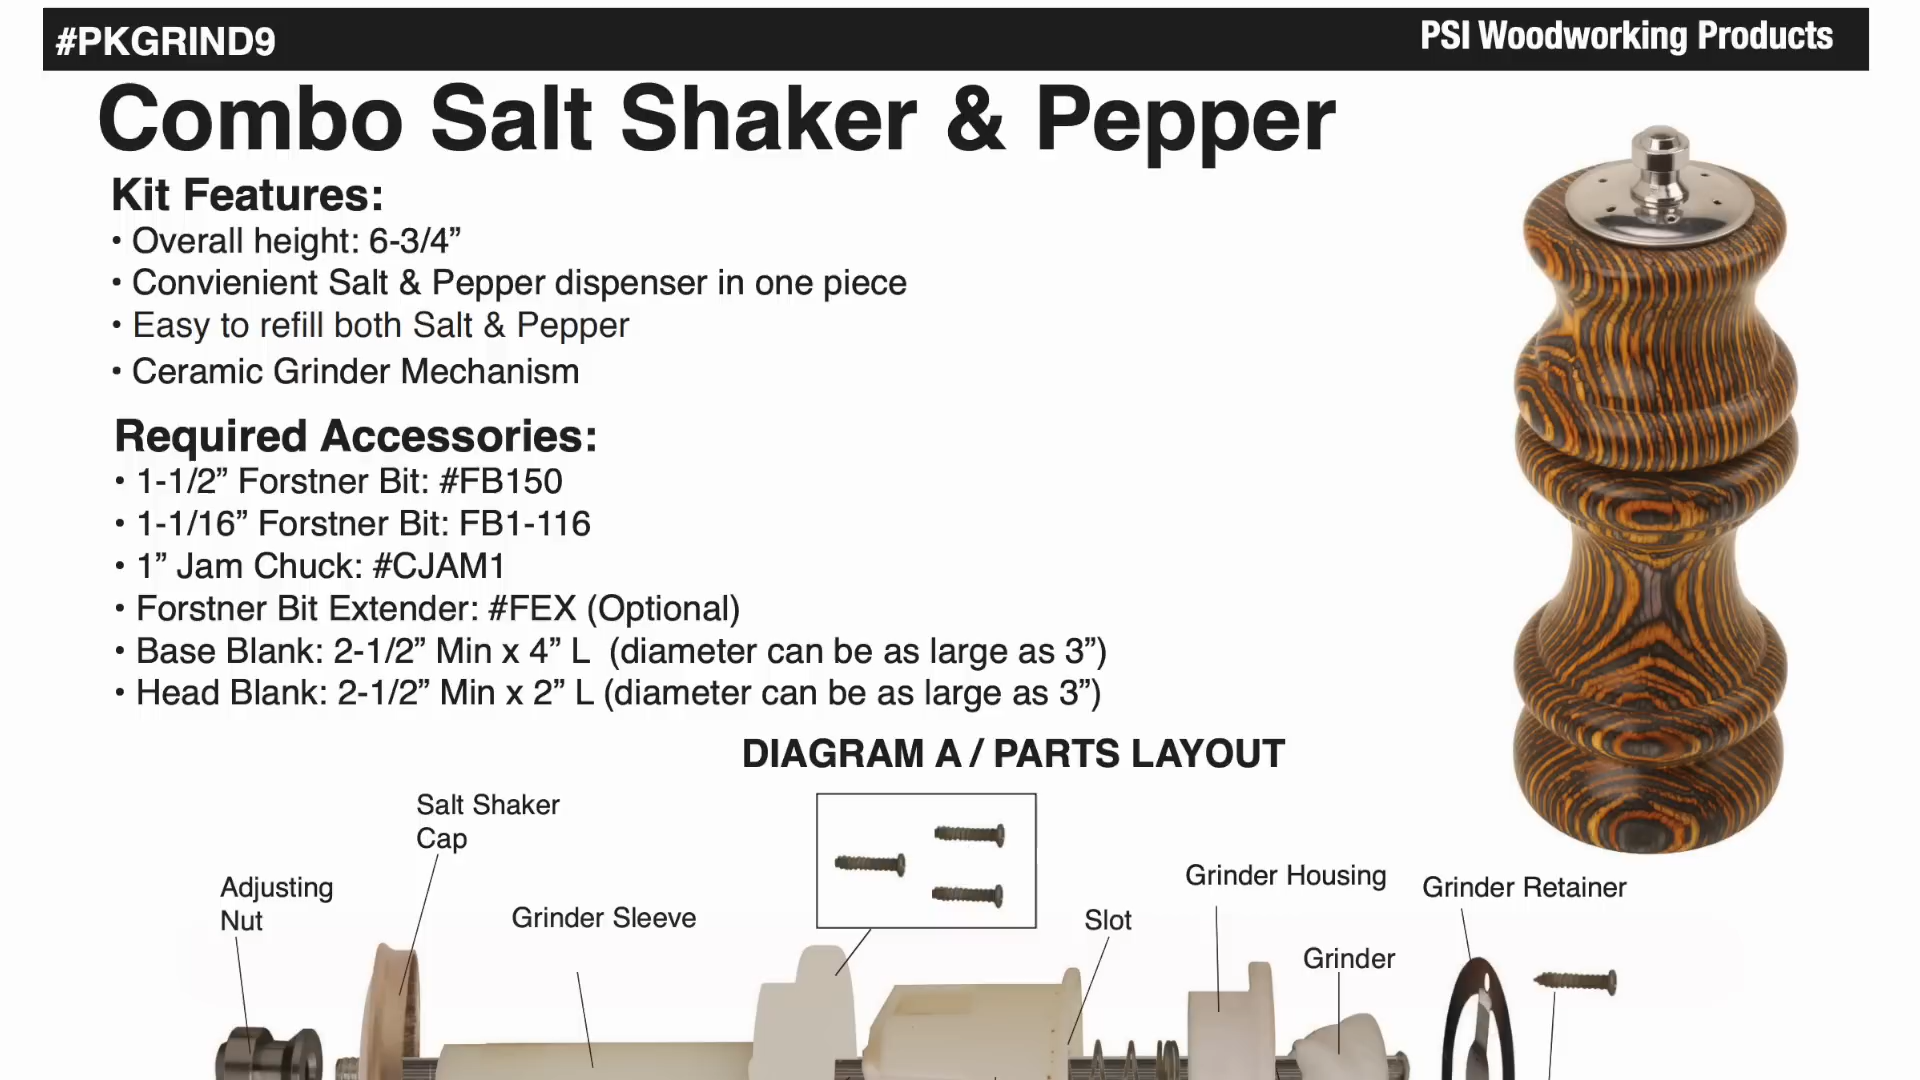 #PKGRIND9
PSI Woodworking Products
Combo Salt Shaker & Pepper
Kit Features:
• Overall height: 6-3/4”
• Convienient Salt & Pepper dispenser in one piece
• Easy to refill both Salt & Pepper
• Ceramic Grinder Mechanism
Required Accessories:
• 1-1/2” Forstner Bit: #FB150
• 1-1/16” Forstner Bit: FB1-116
• 1” Jam Chuck: #CJAM1
• Forstner Bit Extender: #FEX (Optional)
• Base Blank: 2-1/2” Min x 4” L (diameter can be as large as 3”)
• Head Blank: 2-1/2” Min x 2” L (diameter can be as large as 3”)
DIAGRAM A / PARTS LAYOUT
Salt Shaker
Cap
Adjusting
Nut
Grinder Sleeve
Slot
Grinder Housing
Grinder
Grinder Retainer